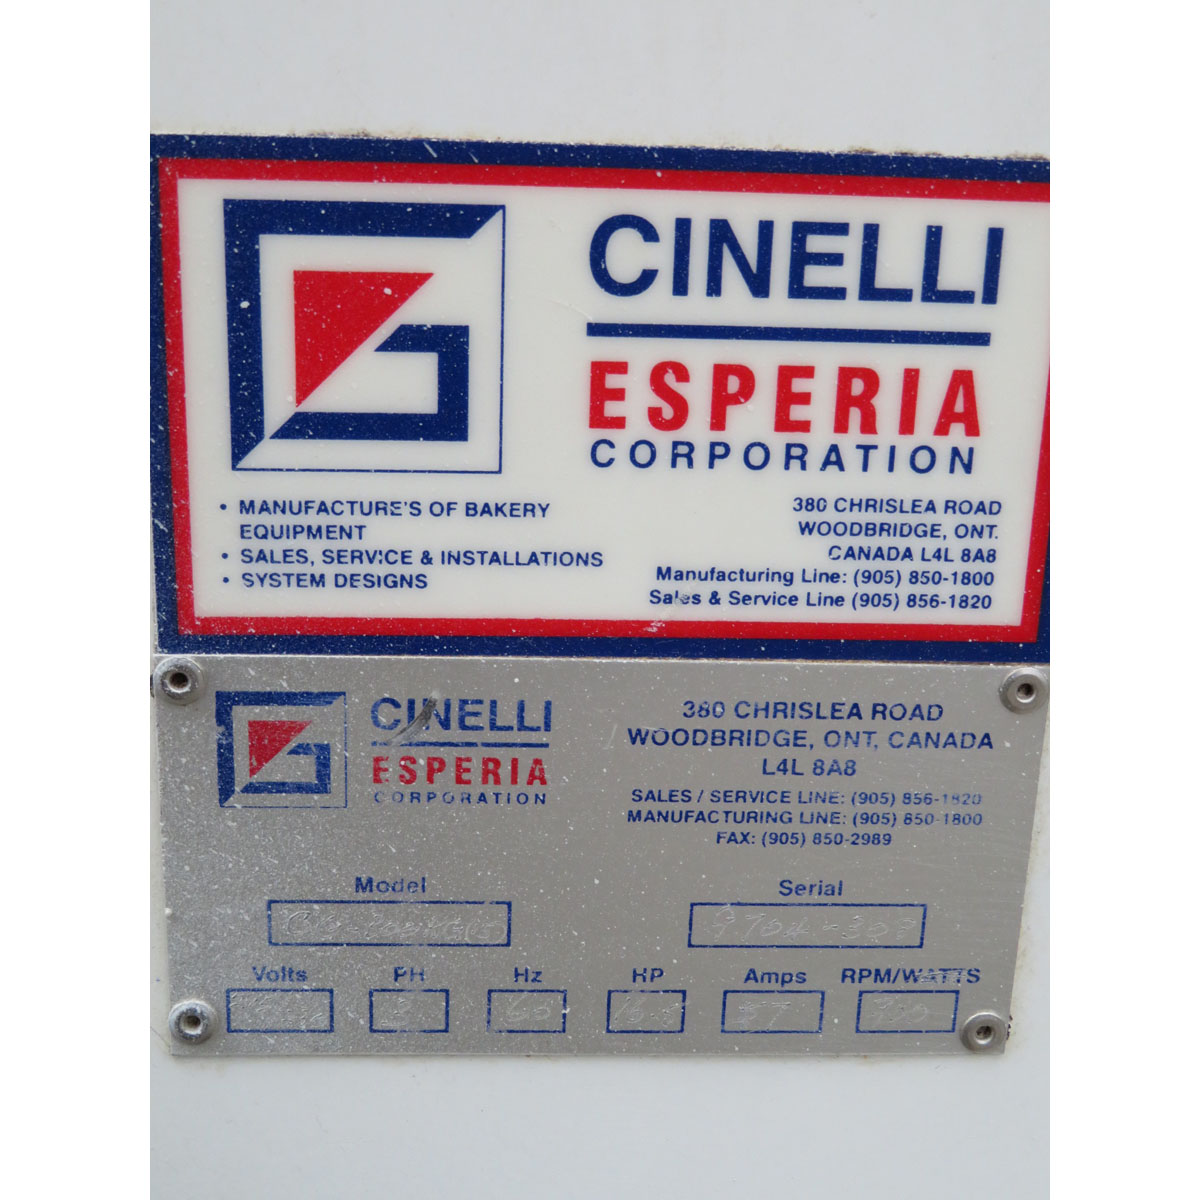 CINELLI
ESPERIA
CORPORATION
• MANUFACTURE'S OF BAKERY
EQUIPMENT
• SALES, SERVICE & INSTALLATIONS
• SYSTEM DESIGNS
380 CHRISLEA ROAD
WOODBRIDGE, ONT.
CANADA L4L 8A8
Manufacturing Line: (905) 850-1800
Sales & Service Line (905) 856-1820
CINELLI
ESPERIA
CORPORATION
380 CHRISLEA ROAD
WOODBRIDGE, ONT, CANADA
L4L 8A8
SALES / SERVICE LINE: (905) 856-1820
MANUFACTURING LINE: (905) 850-1800
FAX: (905) 850-2989
Model
Serial
Volts PH Hz HP Amps RPM/WATTS
3 60 37